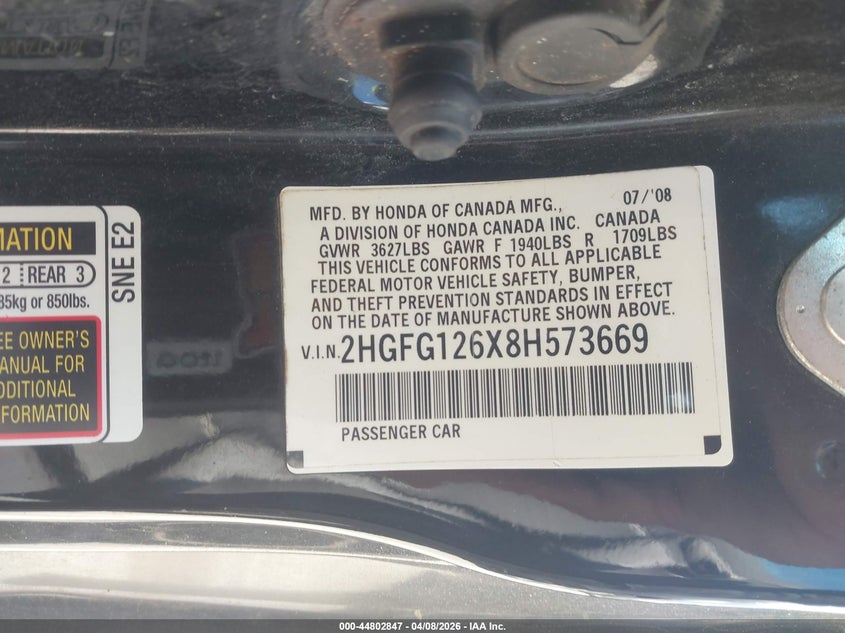 MATION
2 REAR 3
85kg or 850lbs.
EE OWNER'S
ANUAL FOR
DDITIONAL
FORMATION
SNE E2
07/'08
MFD. BY HONDA OF CANADA MFG.,
A DIVISION OF HONDA CANADA INC. CANADA
GVWR 3627LBS GAWR F 1940LBS R 1709LBS
THIS VEHICLE CONFORMS TO ALL APPLICABLE
FEDERAL MOTOR VEHICLE SAFETY, BUMPER,
AND THEFT PREVENTION STANDARDS IN EFFECT
ON THE DATE OF MANUFACTURE SHOWN ABOVE.
V.I.N. 2HGFG126X8H573669
PASSENGER CAR
000-44802847 - 04/08/2026 - IAA Inc.